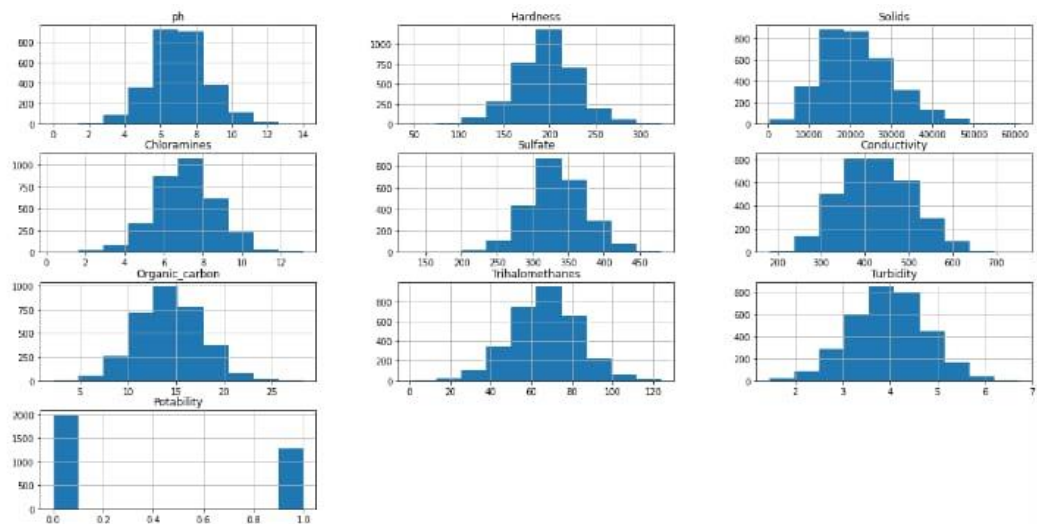 ph
Hardness
Solids
800
600
400
200
0
0 2 4 6 8 10 12 14
1000
750
500
250
0
50 100 150 200 250 300
800
600
400
200
0
0 10000 20000 30000 40000 50000 60000
Chloramines
Sulfate
Conductivity
1000
750
500
250
0
0 2 4 6 8 10 12
800
600
400
200
0
150 200 250 300 350 400 450
800
600
400
200
0
200 300 400 500 600 700
Organic_carbon
Trihalomethanes
Turbidity
1000
750
500
250
0
5 10 15 20 25
800
600
400
200
0
0 20 40 60 80 100 120
800
600
400
200
0
2 3 4 5 6 7
Potability
2000
1500
1000
500
0
0.0 0.2 0.4 0.6 0.8 1.0